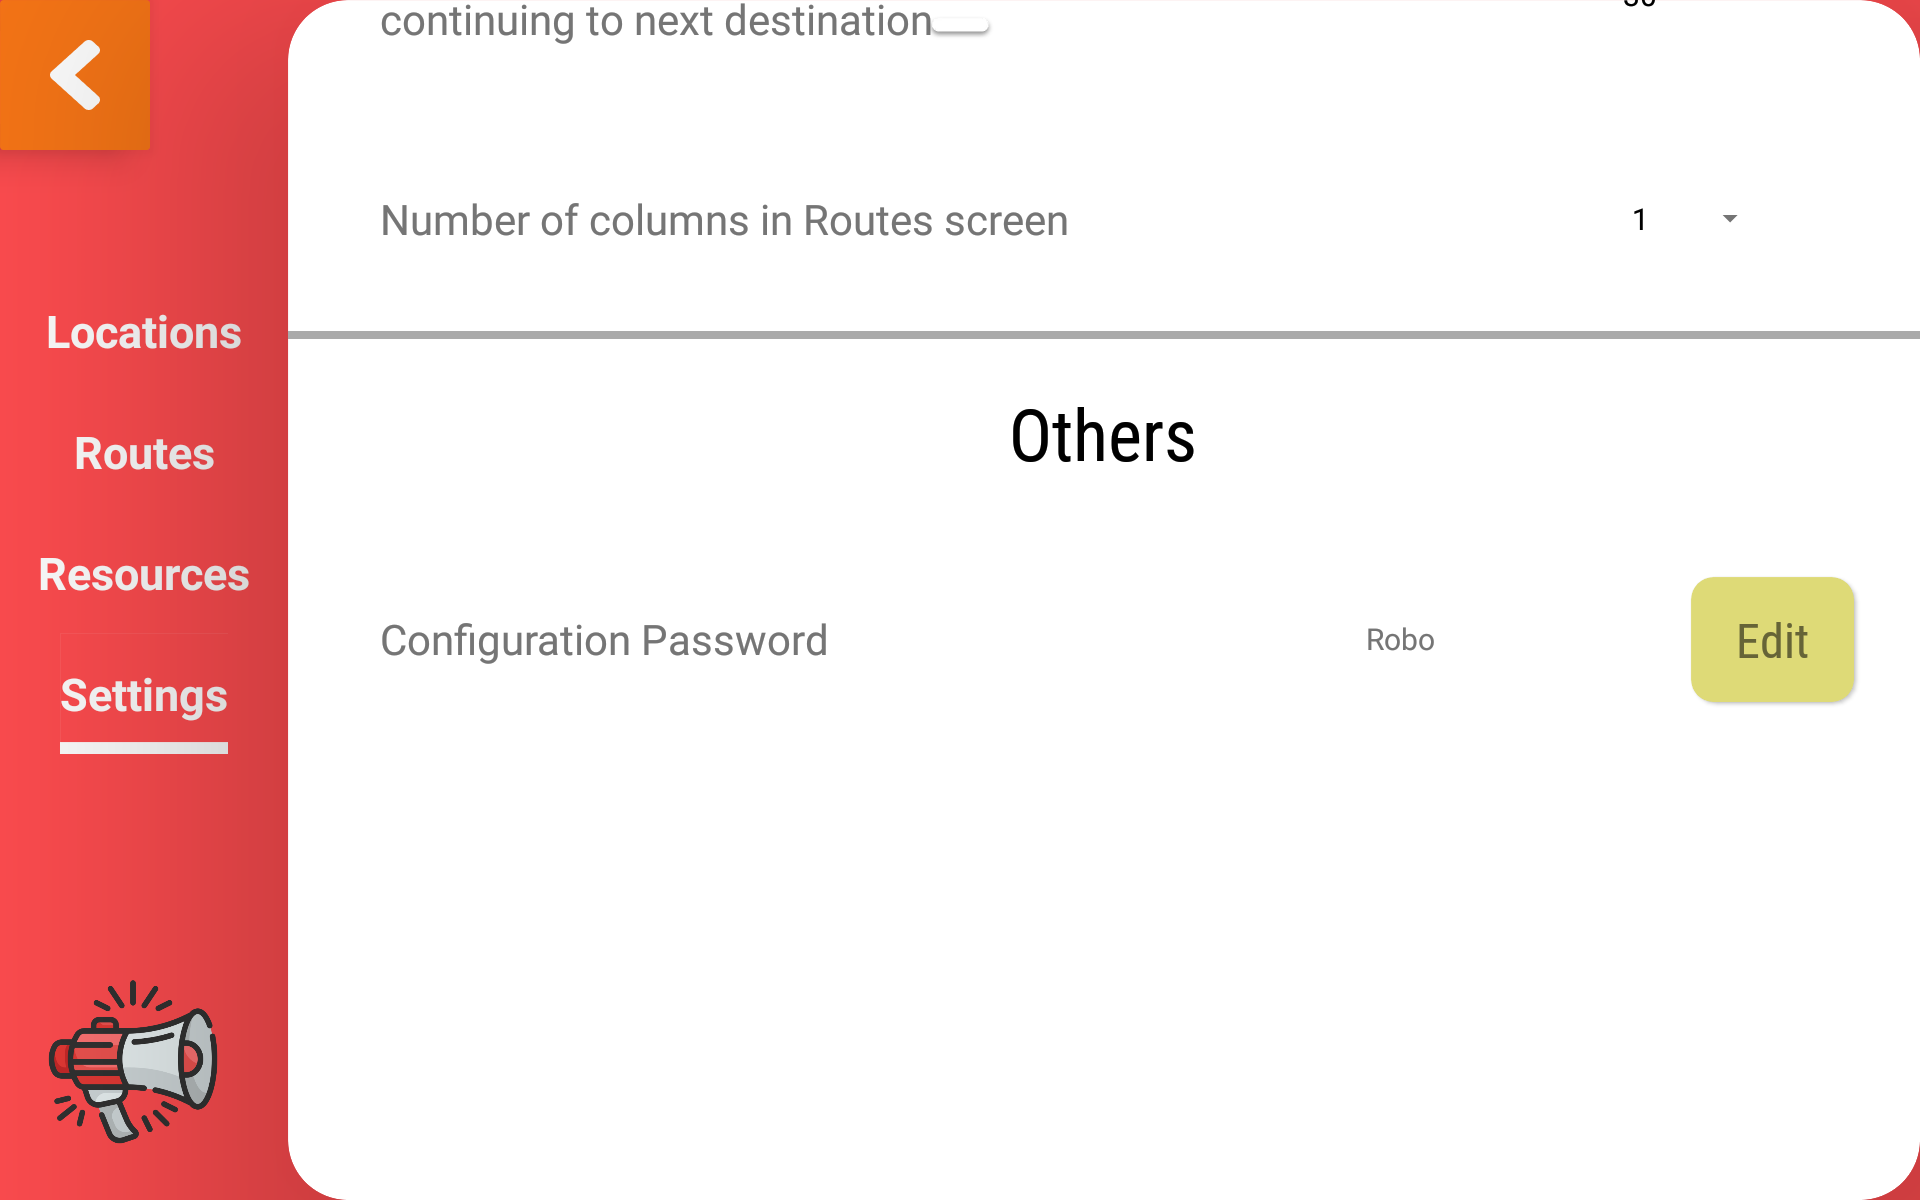 continuing to next destination
Number of columns in Routes screen
1
Locations
Routes
Resources
Settings
Others
Configuration Password
Robo
Edit